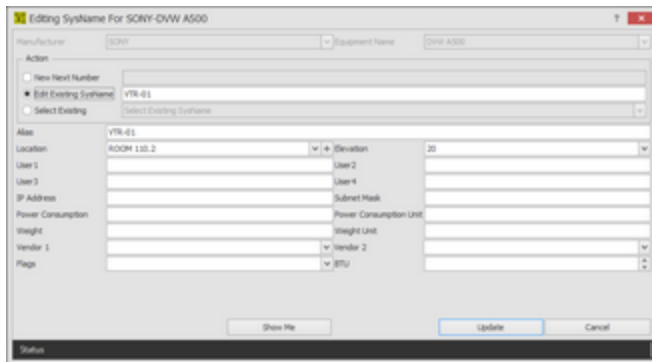 Editing SysName For SONY-DVW A500
Manufacturer SONY Equipment Name DVW A500
Action
New Next Number
Edit Existing SysName VTR-01
Select Existing Select Existing SysName
Alias VTR-01
Location ROOM 110.2 + Elevation 20
User1 User2
User3 User4
IP Address Subnet Mask
Power Consumption Power Consumption Unit
Weight Weight Unit
Vendor 1 Vendor 2
Flags BTU
Show Me Update Cancel
Status